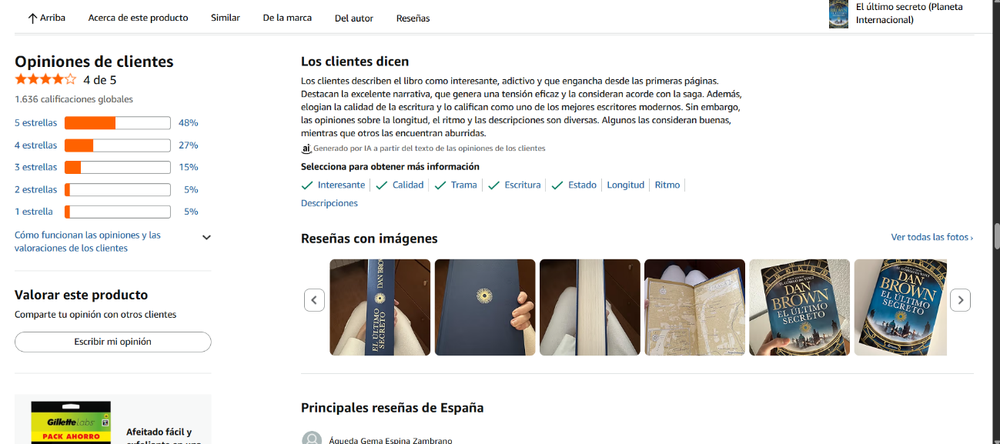 ↑ Arriba
Acerca de este producto
Similar
De la marca
Del autor
Reseñas
El último secreto (Planeta
Internacional)
Opiniones de clientes
4 de 5
1.636 calificaciones globales
5 estrellas 48%
4 estrellas 27%
3 estrellas 15%
2 estrellas 5%
1 estrella 5%
Cómo funcionan las opiniones y las
valoraciones de los clientes
Valorar este producto
Comparte tu opinión con otros clientes
Escribir mi opinión
GilletteLabs
PACK AHORRO
Afeitado fácil y
Los clientes dicen
Los clientes describen el libro como interesante, adictivo y que engancha desde las primeras páginas.
Destacan la excelente narrativa, que genera una tensión eficaz y la consideran acorde con la saga. Además,
elogian la calidad de la escritura y lo califican como uno de los mejores escritores modernos. Sin embargo,
las opiniones sobre la longitud, el ritmo y las descripciones son diversas. Algunos las consideran buenas,
mientras que otros las encuentran aburridas.
ai Generado por IA a partir del texto de las opiniones de los clientes
Selecciona para obtener más información
Interesante
Calidad
Trama
Escritura
Estado
Longitud
Ritmo
Descripciones
Reseñas con imágenes
Ver todas las fotos ›
EL ÚLTIMO
SECRETO
DAN BROWN
DAN
BROWN
EL ÚLTIMO
SECRETO
DAN
BROWN
EL ÚLTIMO
SECRETO
Principales reseñas de España
Águeda Gema Espina Zambrano